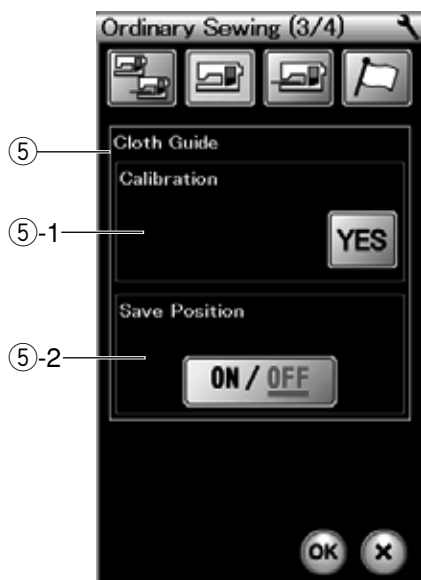 Ordinary Sewing (3/4)
⑤
Cloth Guide
Calibration
⑤-1
YES
Save Position
⑤-2
ON / OFF
OK